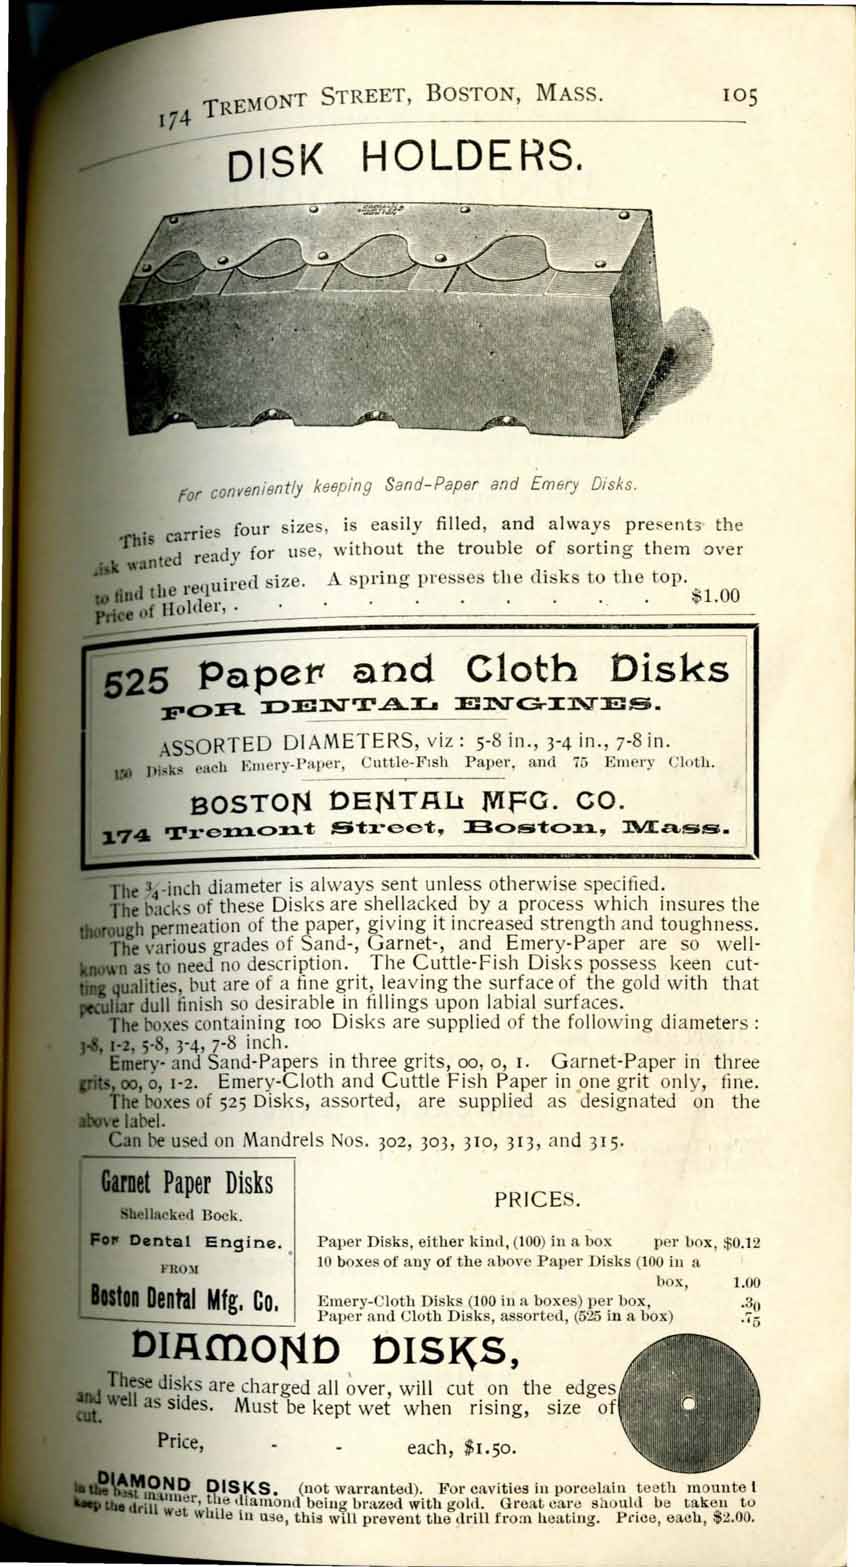 174 TREMONT STREET, BOSTON, MASS. 105
DISK HOLDERS.
For conveniently keeping Sand-Paper and Emery Disks.
This carries four sizes, is easily filled, and always presents the
disk wanted ready for use, without the trouble of sorting them over
to find the required size. A spring presses the disks to the top.
Price of Holder, . . . . . . . . . . $1.00
525 Paper and Cloth Disks
FOR DENTAL ENGINES.
ASSORTED DIAMETERS, viz: 5-8 in., 3-4 in., 7-8 in.
150 Disks each Emery-Paper, Cuttle-Fish Paper, and 75 Emery Cloth.
BOSTON DENTAL MFG. CO.
174 Tremont Street, Boston, Mass.
The ¾-inch diameter is always sent unless otherwise specified.
The backs of these Disks are shellacked by a process which insures the
thorough permeation of the paper, giving it increased strength and toughness.
The various grades of Sand-, Garnet-, and Emery-Paper are so well-
known as to need no description. The Cuttle-Fish Disks possess keen cut-
ting qualities, but are of a fine grit, leaving the surface of the gold with that
peculiar dull finish so desirable in fillings upon labial surfaces.
The boxes containing 100 Disks are supplied of the following diameters :
3-8, 1-2, 5-8, 3-4, 7-8 inch.
Emery- and Sand-Papers in three grits, 00, 0, 1. Garnet-Paper in three
grits, 00, 0, 1-2. Emery-Cloth and Cuttle Fish Paper in one grit only, fine.
The boxes of 525 Disks, assorted, are supplied as designated on the
above label.
Can be used on Mandrels Nos. 302, 303, 310, 313, and 315.
Garnet Paper Disks
Shellacked Bock.
For Dental Engine.
FROM
Boston Dental Mfg. Co.
PRICES.
Paper Disks, either kind, (100) in a box per box, $0.12
10 boxes of any of the above Paper Disks (100 in a
box, 1.00
Emery-Cloth Disks (100 in a boxes) per box, .30
Paper and Cloth Disks, assorted, (525 in a box) .75
DIAMOND DISKS,
These disks are charged all over, will cut on the edges
and well as sides. Must be kept wet when rising, size of
cut.
Price, - - each, $1.50.
DIAMOND DISKS. (not warranted). For cavities in porcelain teeth mounte l
in the best manner, the diamond being brazed with gold. Great care should be taken to
keep the drill wet while in use, this will prevent the drill from heating. Price, each, $2.00.